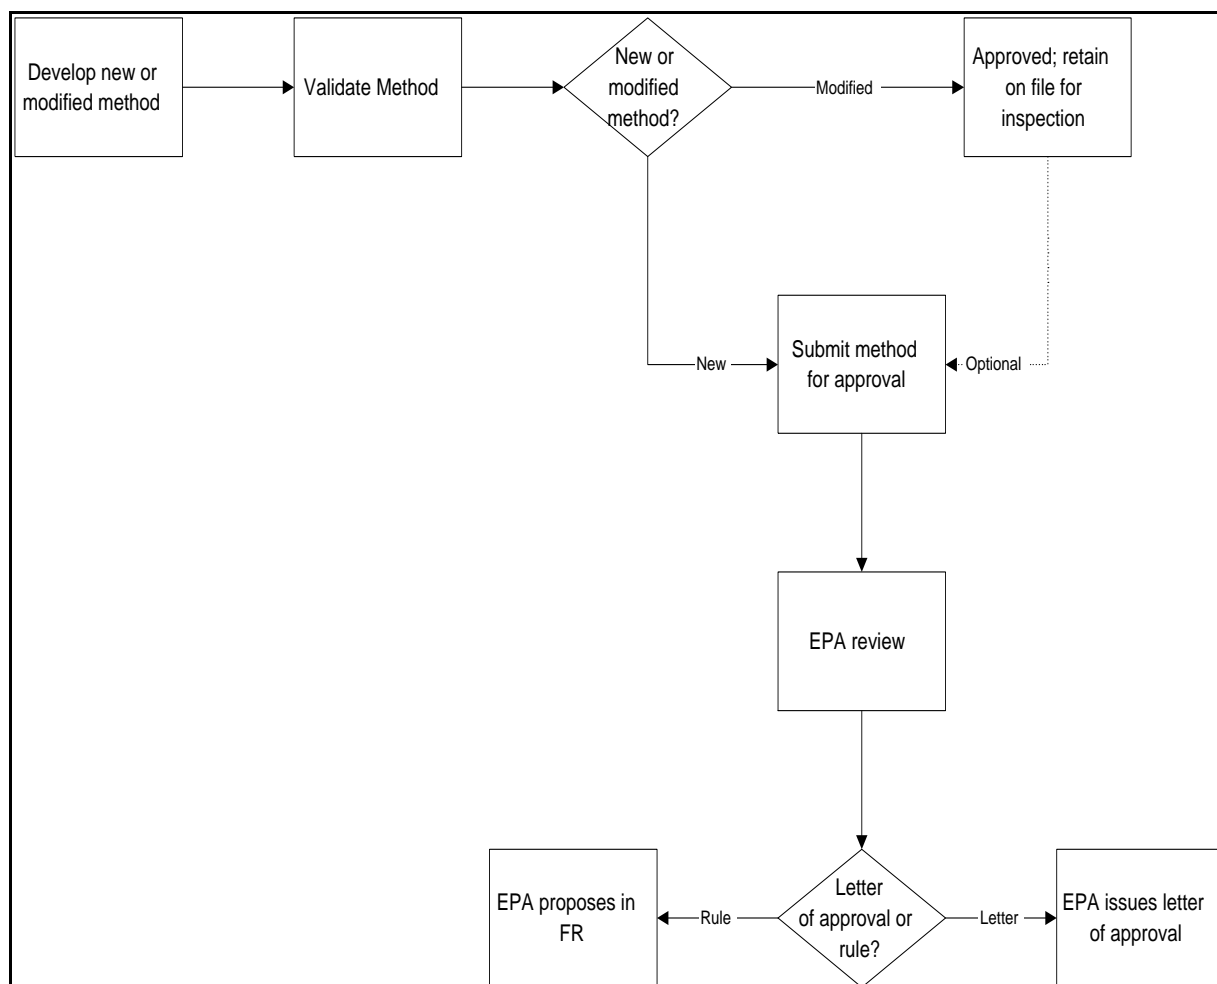 Develop new or
modified method
Validate Method
New or
modified
method?
Modified
Approved; retain
on file for
inspection
New
Submit method
for approval
Optional
EPA review
EPA proposes in
FR
Rule
Letter
of approval or
rule?
Letter
EPA issues letter
of approval